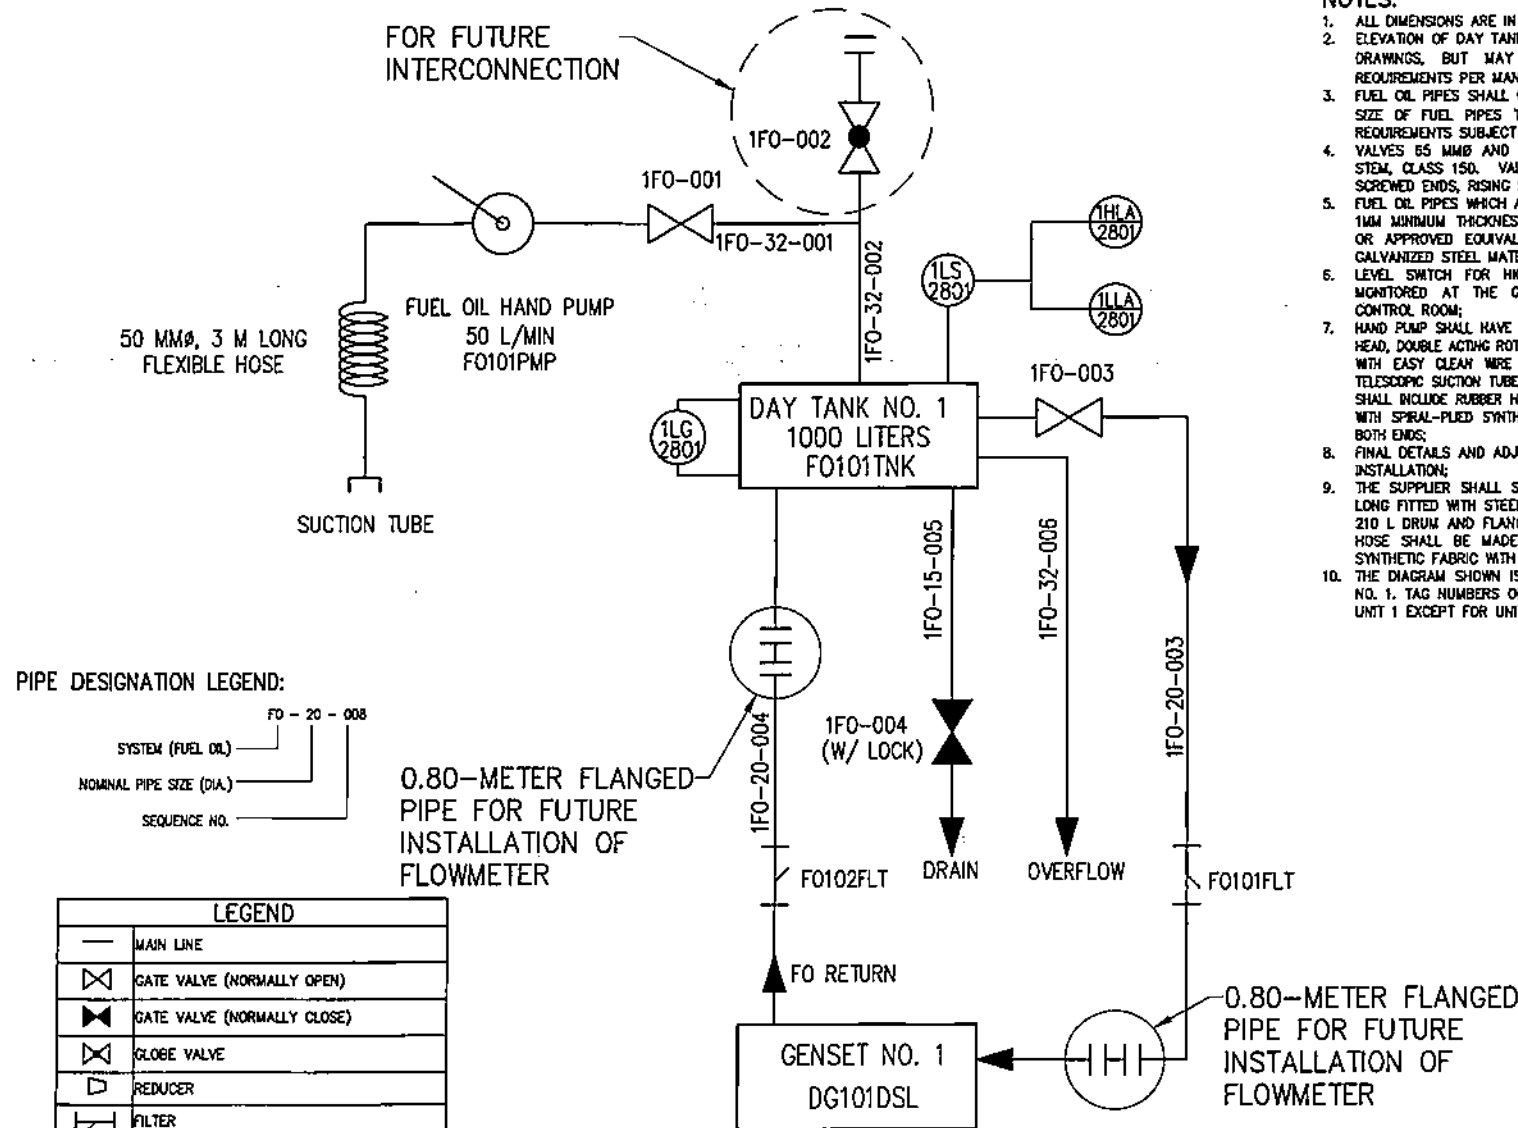 FOR FUTURE
INTERCONNECTION
1FO-002
1FO-001
1FO-32-001
1FO-32-002
FUEL OIL HAND PUMP
50 L/MIN
FO101PMP
50 MMØ, 3 M LONG
FLEXIBLE HOSE
SUCTION TUBE
1HLA
2801
1LS
2801
1LLA
2801
1FO-003
1LG
2801
DAY TANK NO. 1
1000 LITERS
FO101TNK
1FO-15-005
1FO-32-006
1FO-20-003
1FO-20-004
1FO-004
(W/ LOCK)
0.80-METER FLANGED
PIPE FOR FUTURE
INSTALLATION OF
FLOWMETER
FO102FLT
DRAIN
OVERFLOW
FO101FLT
FO RETURN
GENSET NO. 1
DG101DSL
0.80-METER FLANGED
PIPE FOR FUTURE
INSTALLATION OF
FLOWMETER
PIPE DESIGNATION LEGEND:
FO - 20 - 008
SYSTEM (FUEL OIL)
NOMINAL PIPE SIZE (DIA.)
SEQUENCE NO.
LEGEND
MAIN LINE
GATE VALVE (NORMALLY OPEN)
GATE VALVE (NORMALLY CLOSE)
GLOBE VALVE
REDUCER
FILTER
NOTES:
1. ALL DIMENSIONS ARE IN
2. ELEVATION OF DAY TAN
DRAWINGS, BUT MAY
REQUIREMENTS PER MAN
3. FUEL OIL PIPES SHALL
SIZE OF FUEL PIPES
REQUIREMENTS SUBJECT
4. VALVES 65 MMØ AND
STEM, CLASS 150. VAL
SCREWED ENDS, RISING
5. FUEL OIL PIPES WHICH
1MM MINIMUM THICKNES
OR APPROVED EQUIVAL
GALVANIZED STEEL MATE
6. LEVEL SWITCH FOR
MONITORED AT THE
CONTROL ROOM;
7. HAND PUMP SHALL HAVE
HEAD, DOUBLE ACTING ROT
WITH EASY CLEAN WIRE
TELESCOPIC SUCTION TUBE
SHALL INCLUDE RUBBER H
WITH SPIRAL-PLIED SYNTH
BOTH ENDS;
8. FINAL DETAILS AND ADJ
INSTALLATION;
9. THE SUPPLIER SHALL S
LONG FITTED WITH STEE
210 L DRUM AND FLAN
HOSE SHALL BE MADE
SYNTHETIC FABRIC WITH
10. THE DIAGRAM SHOWN IS
NO. 1. TAG NUMBERS
UNIT 1 EXCEPT FOR UNI